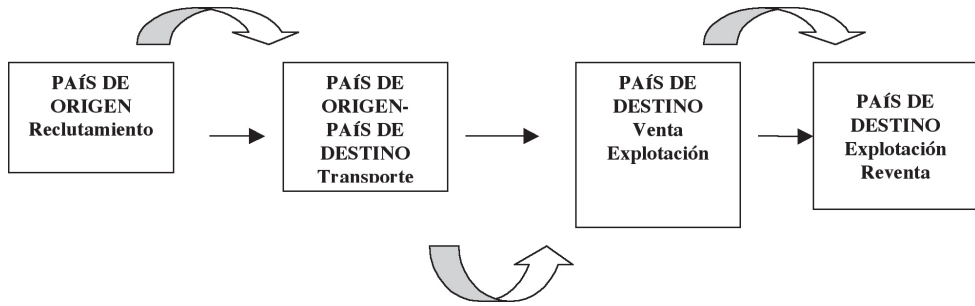 PAÍS DE
ORIGEN
Reclutamiento
PAÍS DE
ORIGEN-
PAÍS DE
DESTINO
Transporte
PAÍS DE
DESTINO
Venta
Explotación
PAÍS DE
DESTINO
Explotación
Reventa